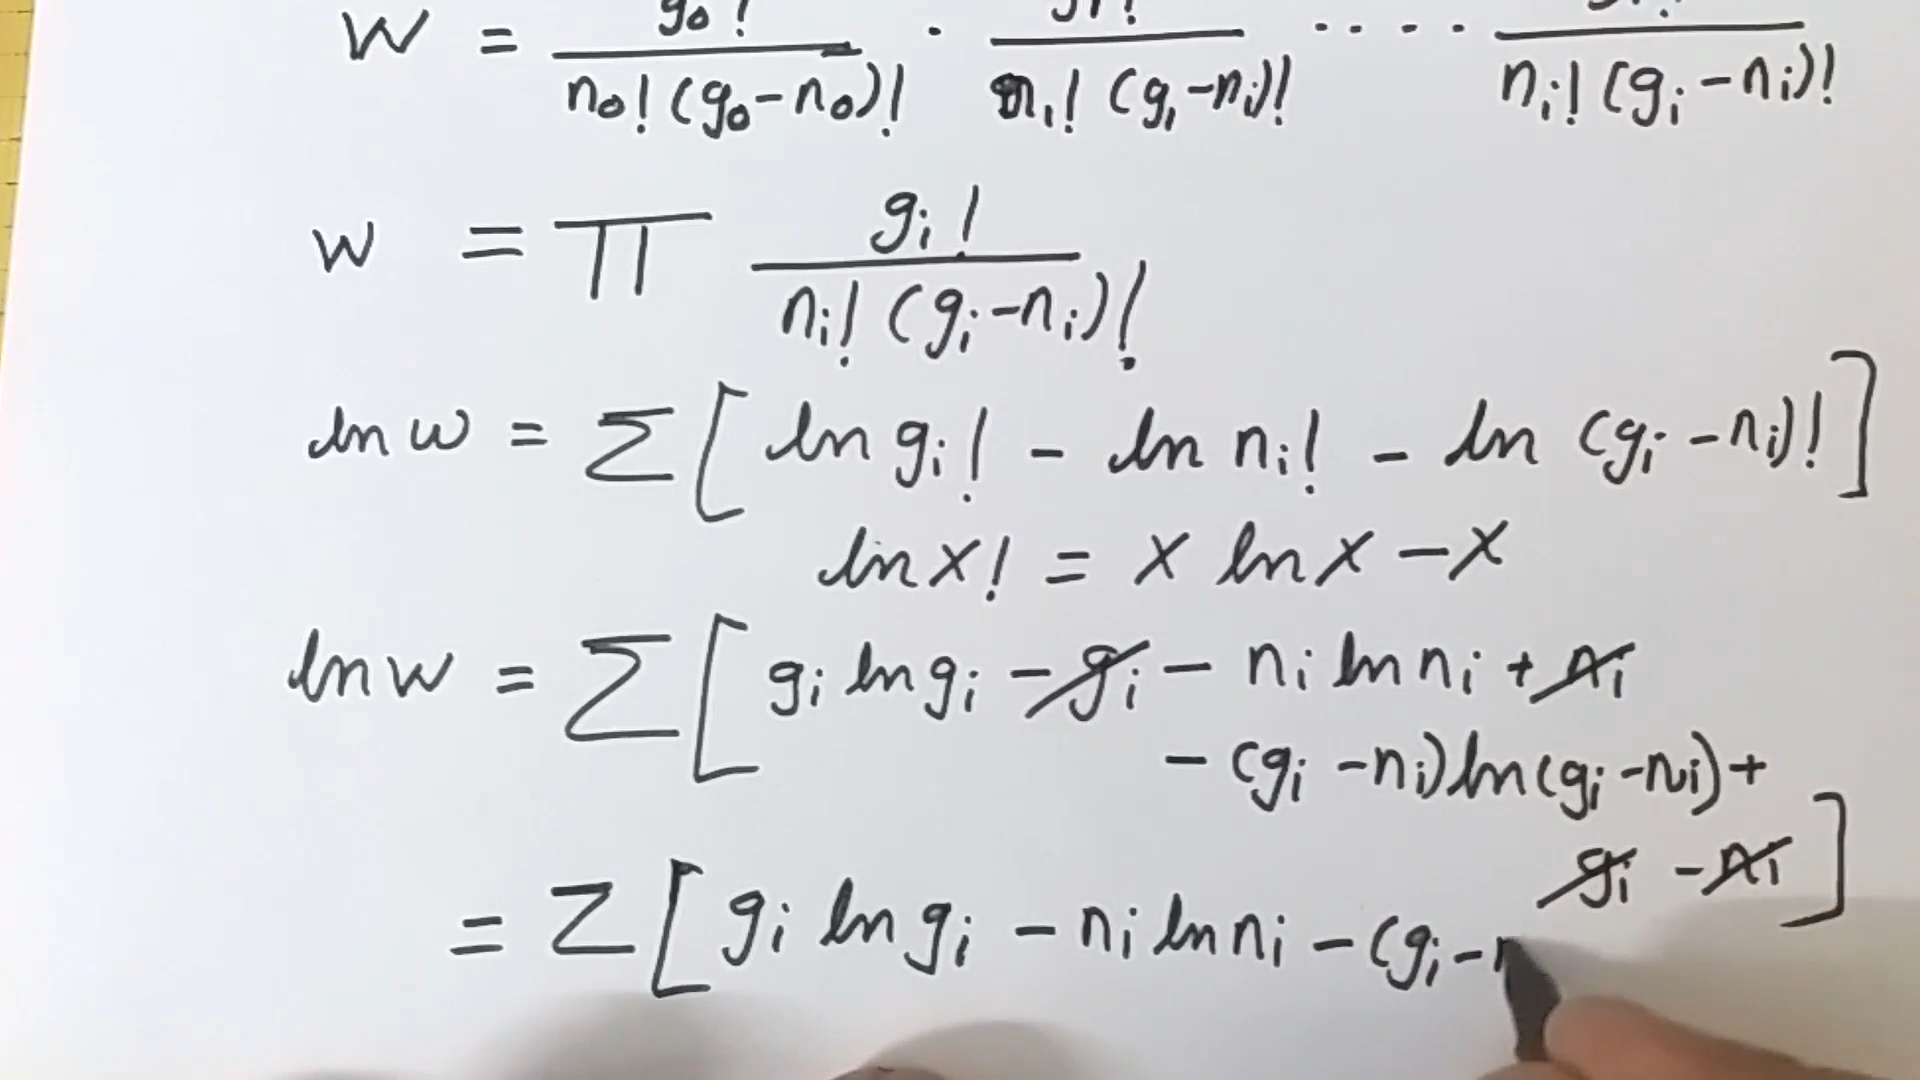 W = g₀! / n₀! (g₀ - n₀)! · g₁! / n₁! (g₁ - n₁)! · · · · gᵢ! / nᵢ! (gᵢ - nᵢ)!
W = Π gᵢ! / nᵢ! (gᵢ - nᵢ)!
ln W = Σ [ ln gᵢ! - ln nᵢ! - ln (gᵢ - nᵢ)! ]
ln x! = x ln x - x
ln W = Σ [ gᵢ ln gᵢ - gᵢ - nᵢ ln nᵢ + nᵢ
- (gᵢ - nᵢ) ln (gᵢ - nᵢ) +
gᵢ - nᵢ ]
= Σ [ gᵢ ln gᵢ - nᵢ ln nᵢ - (gᵢ - n